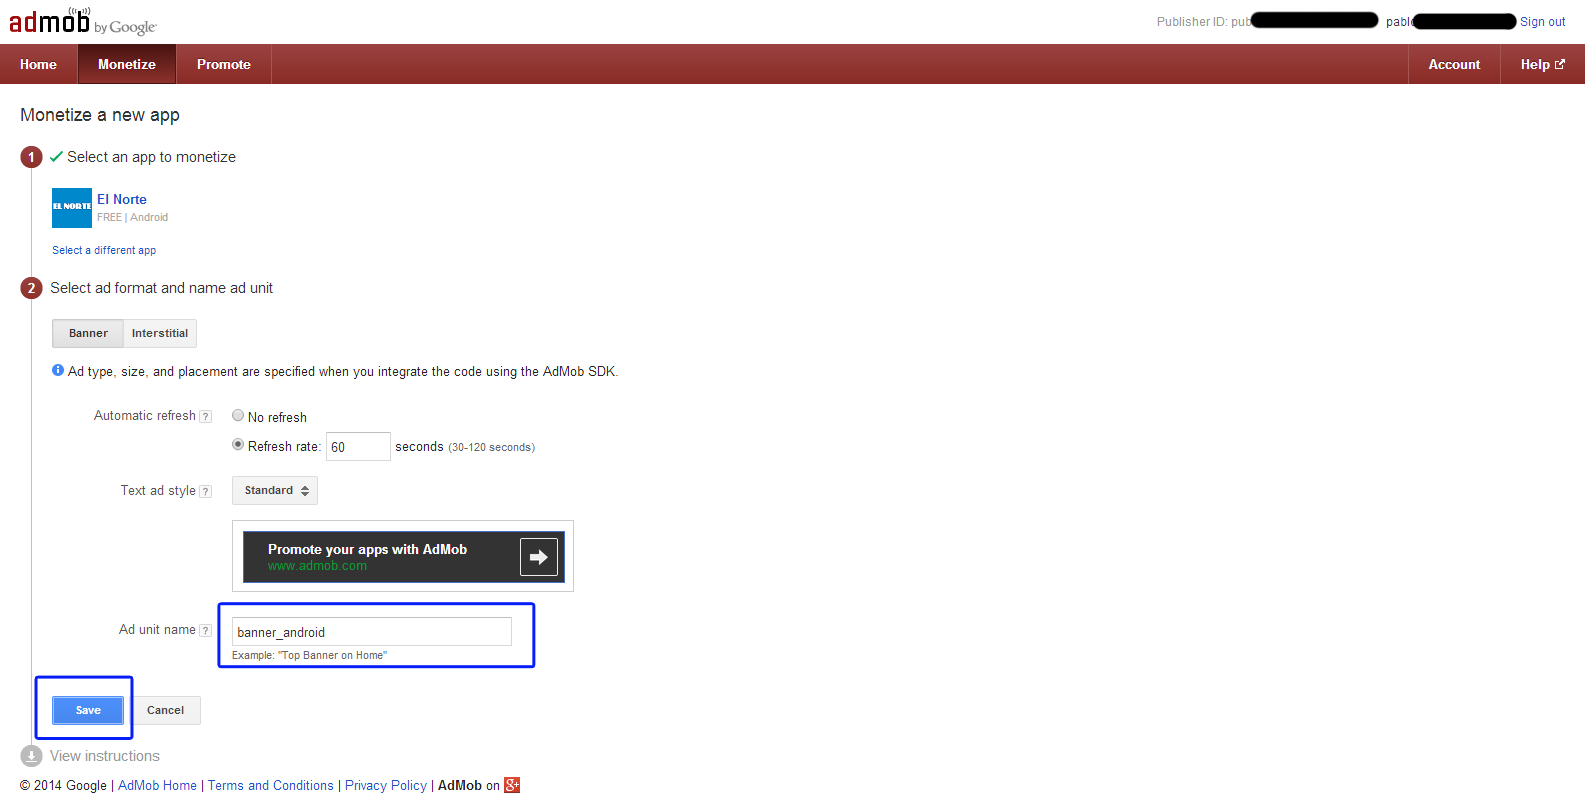 admob by Google
Publisher ID: pub
pabl
Sign out
Home Monetize Promote Account Help
Monetize a new app
1 Select an app to monetize
EL NORTE
El Norte
FREE | Android
Select a different app
2 Select ad format and name ad unit
Banner Interstitial
Ad type, size, and placement are specified when you integrate the code using the AdMob SDK.
Automatic refresh ? No refresh
Refresh rate: 60 seconds (30-120 seconds)
Text ad style ? Standard
Promote your apps with AdMob
www.admob.com
Ad unit name ? banner_android
Example: "Top Banner on Home"
Save Cancel
View instructions
© 2014 Google | AdMob Home | Terms and Conditions | Privacy Policy | AdMob on g+